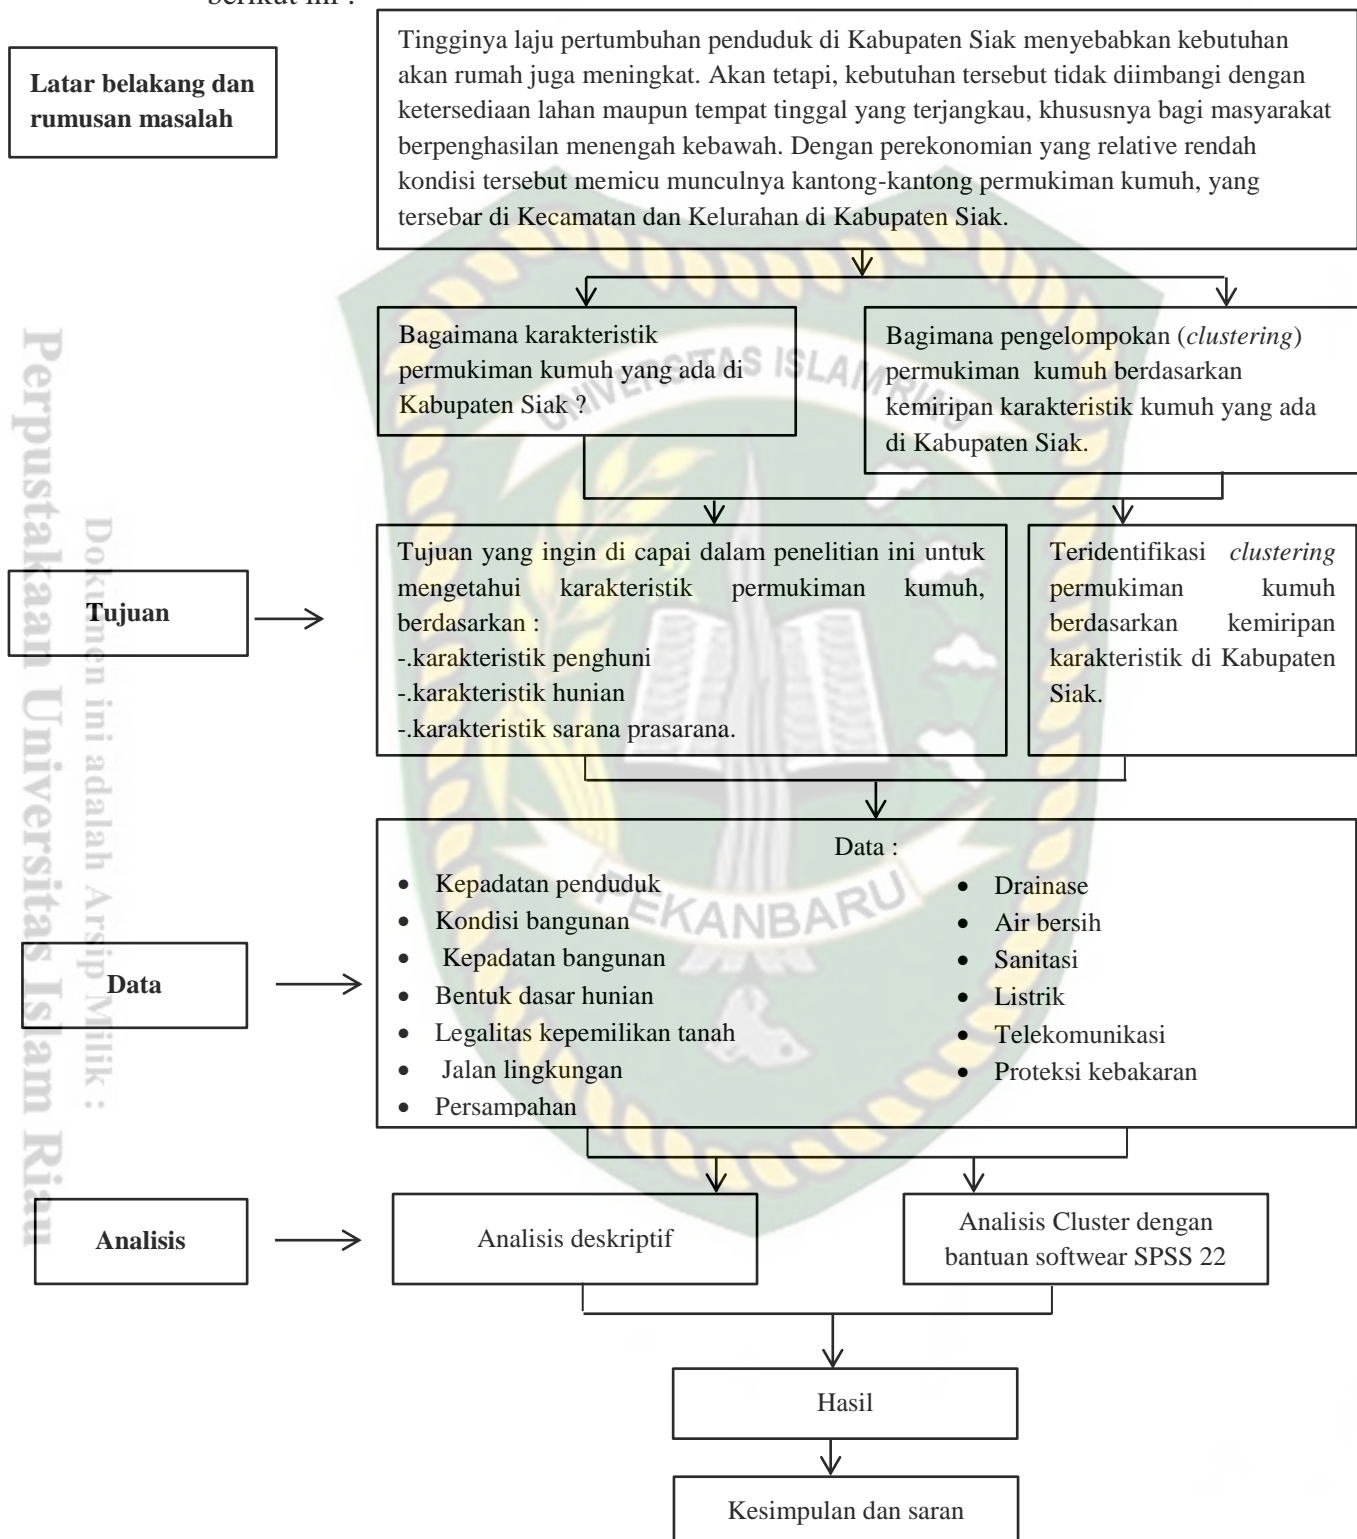 berikut ini :
Latar belakang dan
rumusan masalah
Tingginya laju pertumbuhan penduduk di Kabupaten Siak menyebabkan kebutuhan
akan rumah juga meningkat. Akan tetapi, kebutuhan tersebut tidak diimbangi dengan
ketersediaan lahan maupun tempat tinggal yang terjangkau, khususnya bagi masyarakat
berpenghasilan menengah kebawah. Dengan perekonomian yang relative rendah
kondisi tersebut memicu munculnya kantong-kantong permukiman kumuh, yang
tersebar di Kecamatan dan Kelurahan di Kabupaten Siak.
Bagaimana karakteristik
permukiman kumuh yang ada di
Kabupaten Siak ?
Bagimana pengelompokan (clustering)
permukiman kumuh berdasarkan
kemiripan karakteristik kumuh yang ada
di Kabupaten Siak.
Tujuan
Tujuan yang ingin di capai dalam penelitian ini untuk
mengetahui karakteristik permukiman kumuh,
berdasarkan :
-.karakteristik penghuni
-.karakteristik hunian
-.karakteristik sarana prasarana.
Teridentifikasi clustering
permukiman kumuh
berdasarkan kemiripan
karakteristik di Kabupaten
Siak.
Data
Data :
• Kepadatan penduduk
• Kondisi bangunan
• Kepadatan bangunan
• Bentuk dasar hunian
• Legalitas kepemilikan tanah
• Jalan lingkungan
• Persampahan
• Drainase
• Air bersih
• Sanitasi
• Listrik
• Telekomunikasi
• Proteksi kebakaran
Analisis
Analisis deskriptif
Analisis Cluster dengan
bantuan softwear SPSS 22
Hasil
Kesimpulan dan saran
UNIVERSITAS ISLAM RIAU
PEKANBARU
Dokumen ini adalah Arsip Milik :
Perpustakaan Universitas Islam Riau